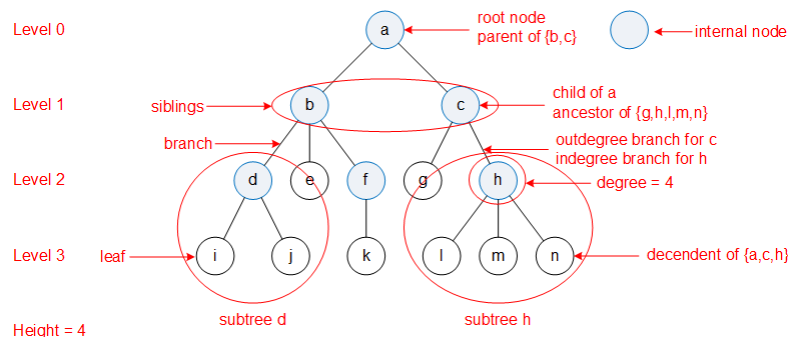 Level 0
a
root node
parent of {b,c}
internal node
Level 1
siblings
b
c
child of a
ancestor of {g,h,l,m,n}
branch
outdegree branch for c
indegree branch for h
Level 2
d
e
f
g
h
degree = 4
Level 3
leaf
i
j
k
l
m
n
decendent of {a,c,h}
subtree d
subtree h
Height = 4